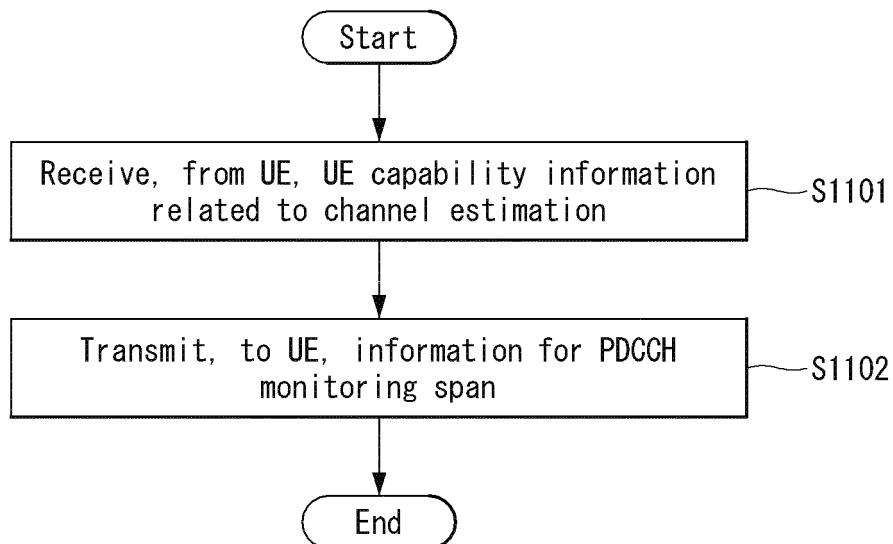 Start
Receive, from UE, UE capability information
related to channel estimation
S1101
Transmit, to UE, information for PDCCH
monitoring span
S1102
End